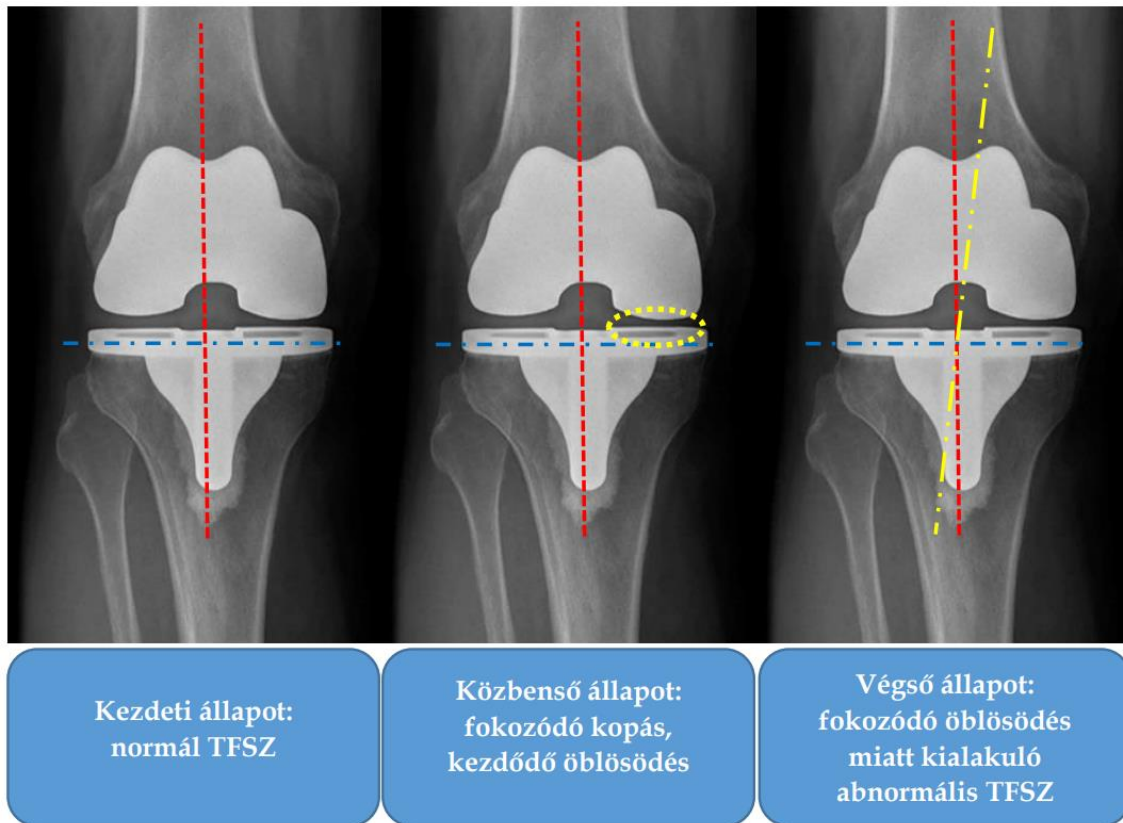 Kezdeti állapot:
normál TFSZ
Közbenső állapot:
fokozódó kopás,
kezdődő öblösödés
Végső állapot:
fokozódó öblösödés
miatt kialakuló
abnormális TFSZ